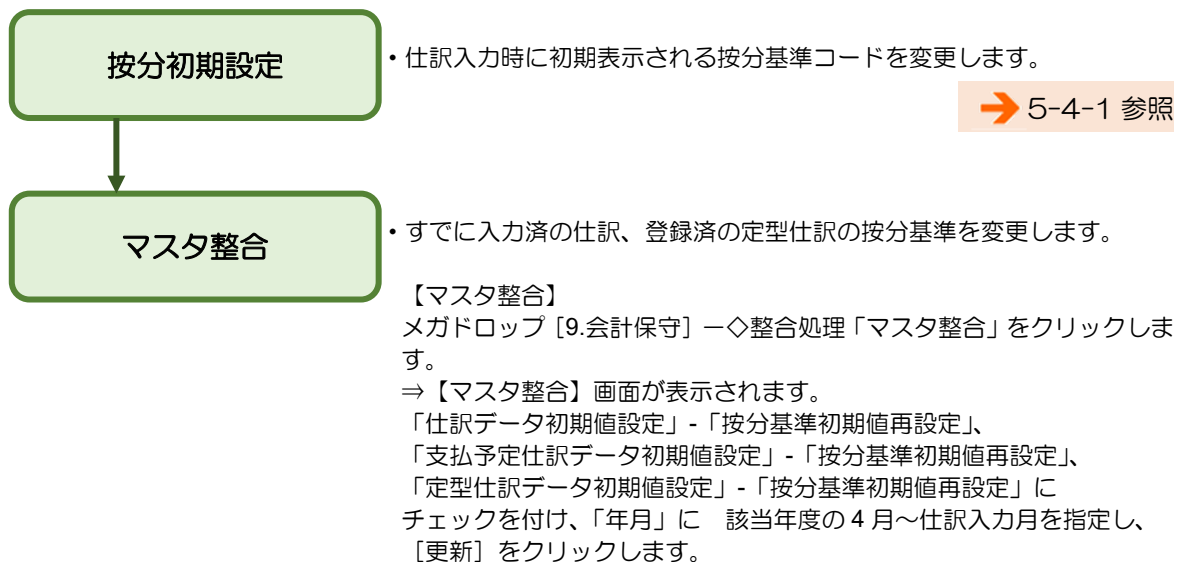 按分初期設定
・仕訳入力時に初期表示される按分基準コードを変更します。
5-4-1 参照
マスタ整合
・すでに入力済の仕訳、登録済の定型仕訳の按分基準を変更します。
【マスタ整合】
メガドロップ［9.会計保守］ー◇整合処理「マスタ整合」をクリックしま
す。
⇒【マスタ整合】画面が表示されます。
「仕訳データ初期値設定」-「按分基準初期値再設定」、
「支払予定仕訳データ初期値設定」-「按分基準初期値再設定」、
「定型仕訳データ初期値設定」-「按分基準初期値再設定」に
チェックを付け、「年月」に　該当年度の 4 月～仕訳入力月を指定し、
［更新］をクリックします。